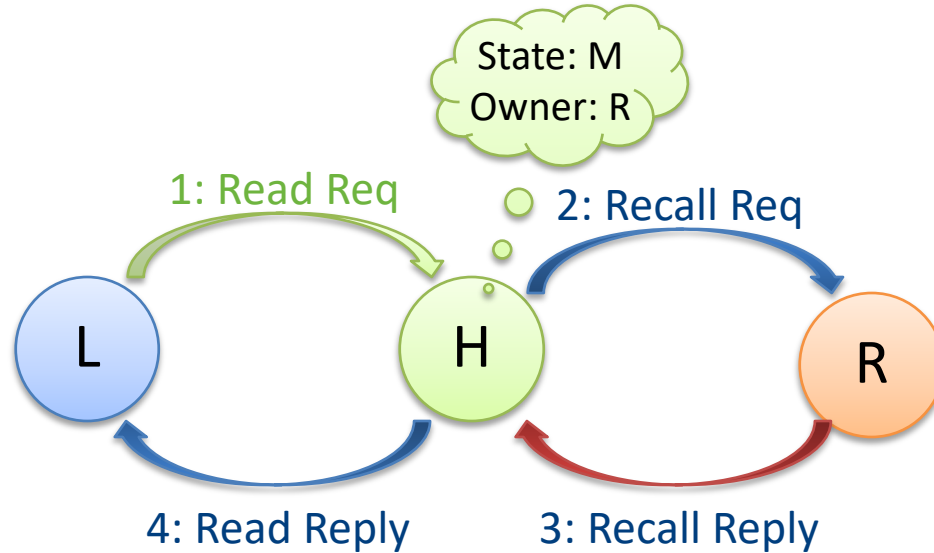 State: M
Owner: R
1: Read Req
2: Recall Req
L
H
R
4: Read Reply
3: Recall Reply